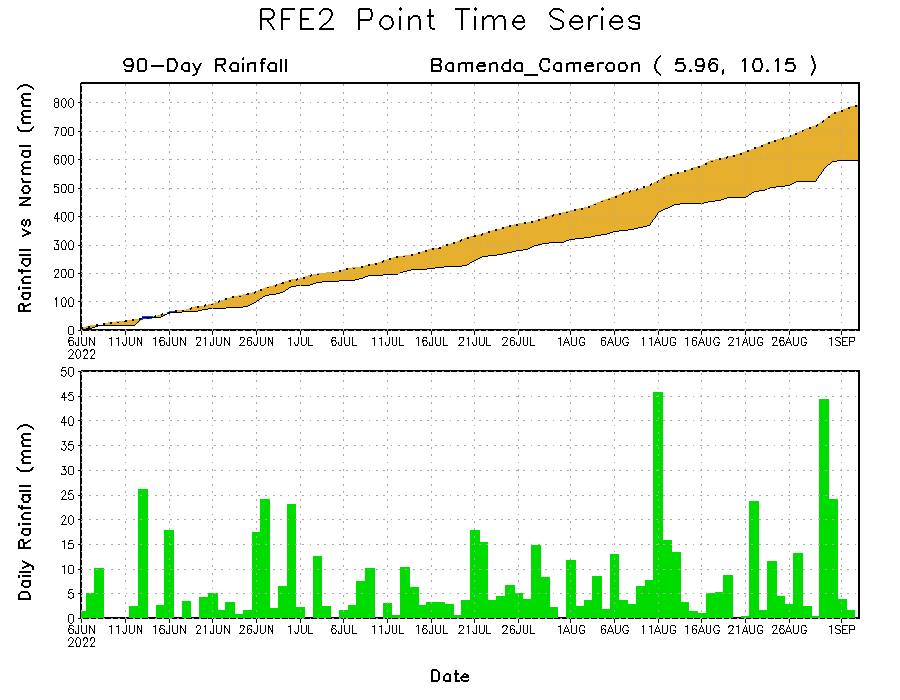 RFE2 Point Time Series
90-Day Rainfall
Bamenda_Cameroon ( 5.96, 10.15 )
Rainfall vs Normal (mm)
800
700
600
500
400
300
200
100
0
6JUN 11JUN 16JUN 21JUN 26JUN 1JUL 6JUL 11JUL 16JUL 21JUL 26JUL 1AUG 6AUG 11AUG 16AUG 21AUG 26AUG 1SEP
2022
Daily Rainfall (mm)
50
45
40
35
30
25
20
15
10
5
0
6JUN 11JUN 16JUN 21JUN 26JUN 1JUL 6JUL 11JUL 16JUL 21JUL 26JUL 1AUG 6AUG 11AUG 16AUG 21AUG 26AUG 1SEP
2022
Date